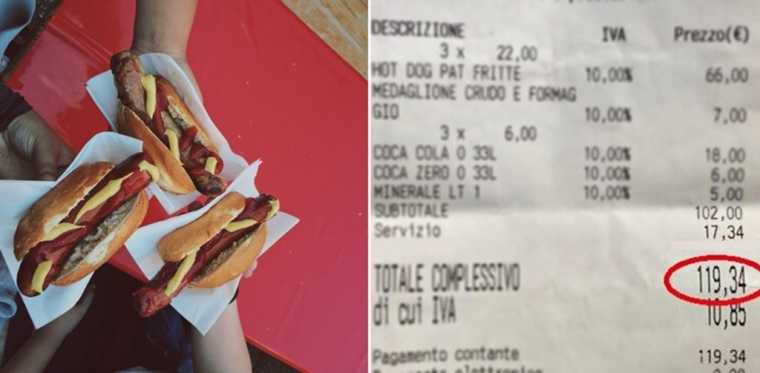 DESCRIZIONE IVA Prezzo(€)
3 x 22,00
HOT DOG PAT FRITTE 10,00% 66,00
MEDAGLIONE CRUDO E FORMAG
GIO 10,00% 7,00
3 x 6,00
COCA COLA 0 33L 10,00% 18,00
COCA ZERO 0 33L 10,00% 6,00
MINERALE LT 1 10,00% 5,00
SUBTOTALE 102,00
Servizio 17,34
TOTALE COMPLESSIVO 119,34
di cui IVA 10,85
Pagamento contante 119,34